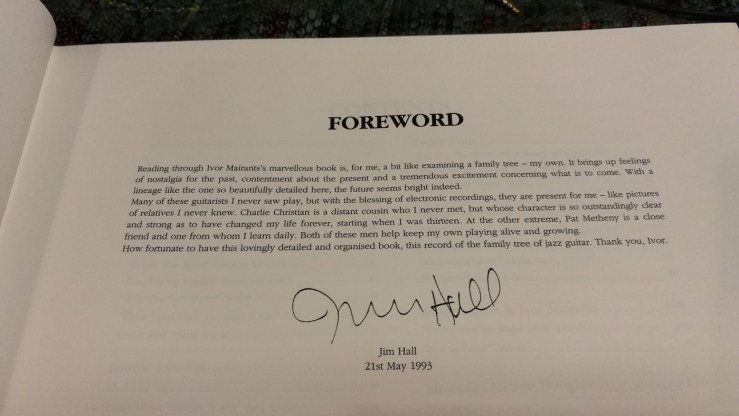 FOREWORD
Reading through Ivor Mairants's marvellous book is, for me, a bit like examining a family tree – my own. It brings up feelings
of nostalgia for the past, contentment about the present and a tremendous excitement concerning what is to come. With a
lineage like the one so beautifully detailed here, the future seems bright indeed.
Many of these guitarists I never saw play, but with the blessing of electronic recordings, they are present for me – like pictures
of relatives I never knew. Charlie Christian is a distant cousin who I never met, but whose character is so outstandingly clear
and strong as to have changed my life forever, starting when I was thirteen. At the other extreme, Pat Metheny is a close
friend and one from whom I learn daily. Both of these men help keep my own playing alive and growing.
How fortunate to have this lovingly detailed and organised book, this record of the family tree of jazz guitar. Thank you, Ivor.
Jim Hall
Jim Hall
21st May 1993